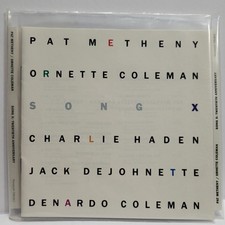 PAT METHENY
ORNETTE COLEMAN
SONG X
CHARLIE HADEN
JACK DEJOHNETTE
DENARDO COLEMAN